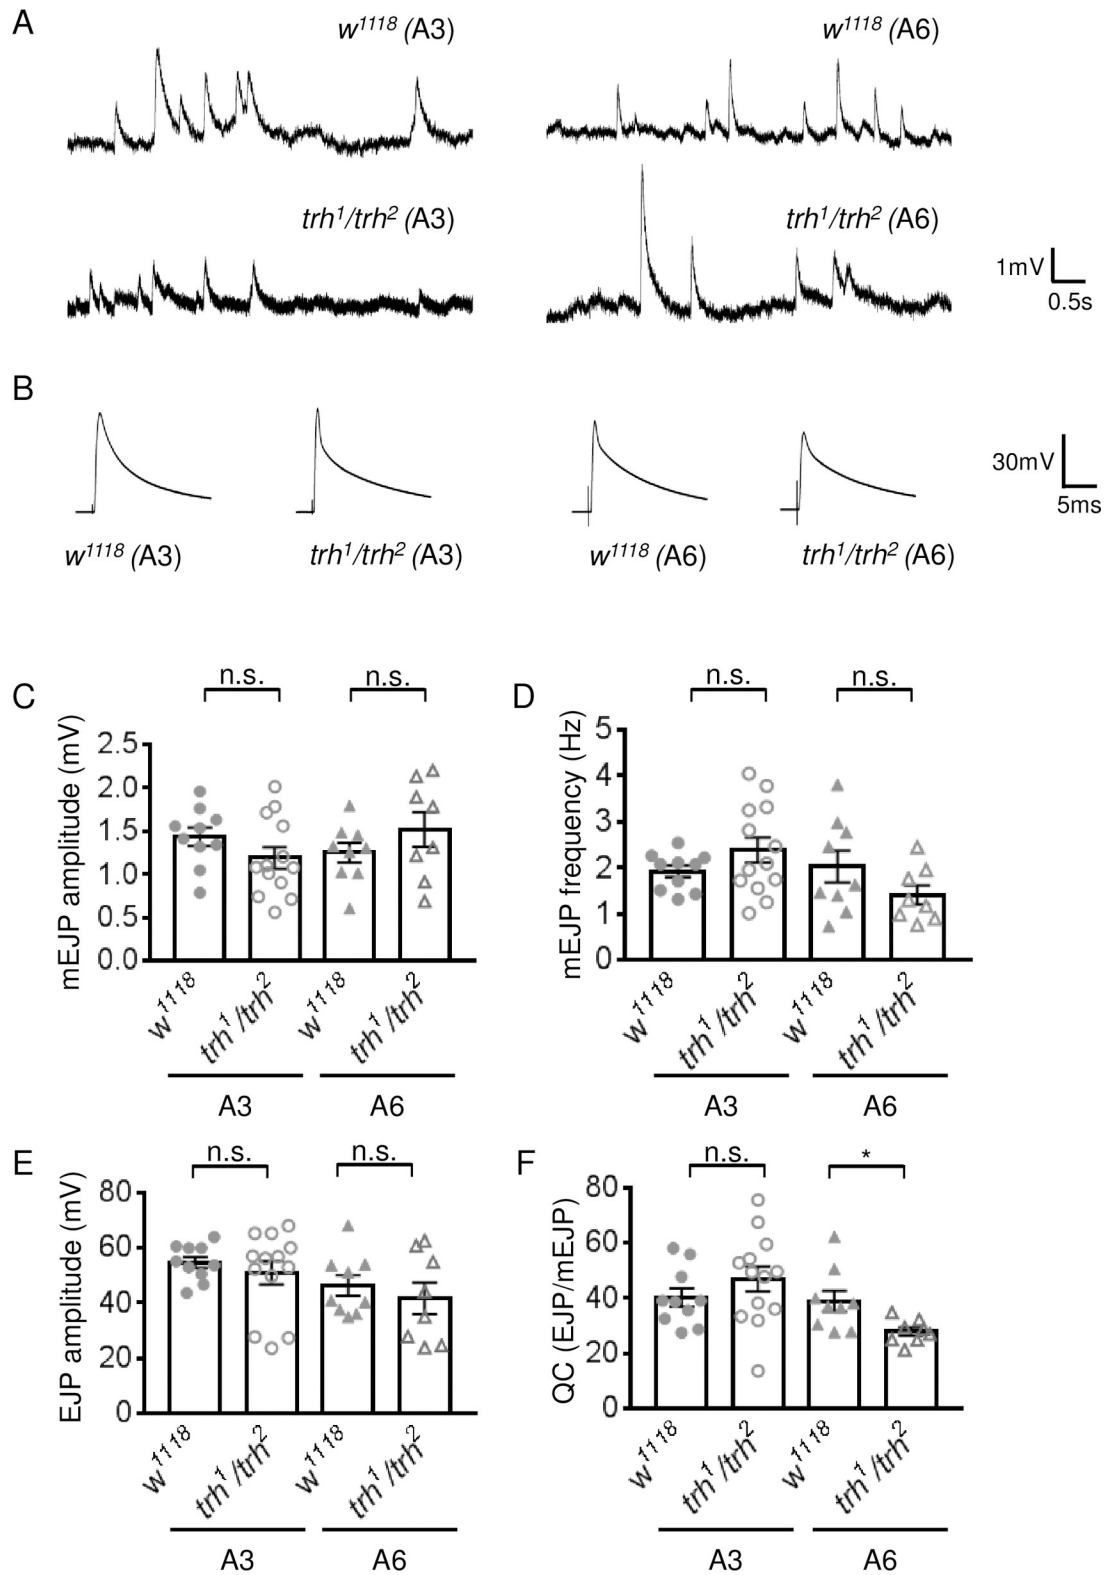 A
w1118 (A3)
w1118 (A6)
trh1/trh2 (A3)
trh1/trh2 (A6)
1mV
0.5s
B
30mV
5ms
w1118 (A3)
trh1/trh2 (A3)
w1118 (A6)
trh1/trh2 (A6)
C
n.s.
n.s.
mEJP amplitude (mV)
2.5
2.0
1.5
1.0
0.5
0.0
w1118
trh1/trh2
w1118
trh1/trh2
A3
A6
D
n.s.
n.s.
mEJP frequency (Hz)
5
4
3
2
1
0
w1118
trh1/trh2
w1118
trh1/trh2
A3
A6
E
n.s.
n.s.
EJP amplitude (mV)
80
60
40
20
0
w1118
trh1/trh2
w1118
trh1/trh2
A3
A6
F
n.s.
*
QC (EJP/mEJP)
80
60
40
20
0
w1118
trh1/trh2
w1118
trh1/trh2
A3
A6